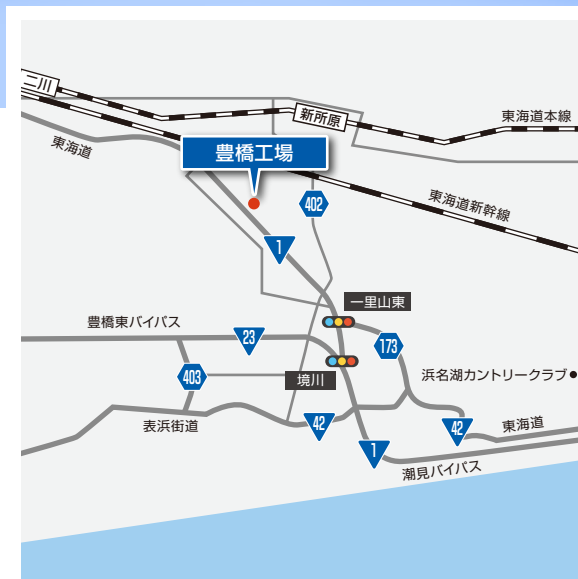 二川
新所原
東海道本線
東海道
豊橋工場
402
東海道新幹線
1
一里山東
豊橋東バイパス
23
173
境川
403
浜名湖カントリークラブ
表浜街道
42
42
東海道
1
潮見バイパス